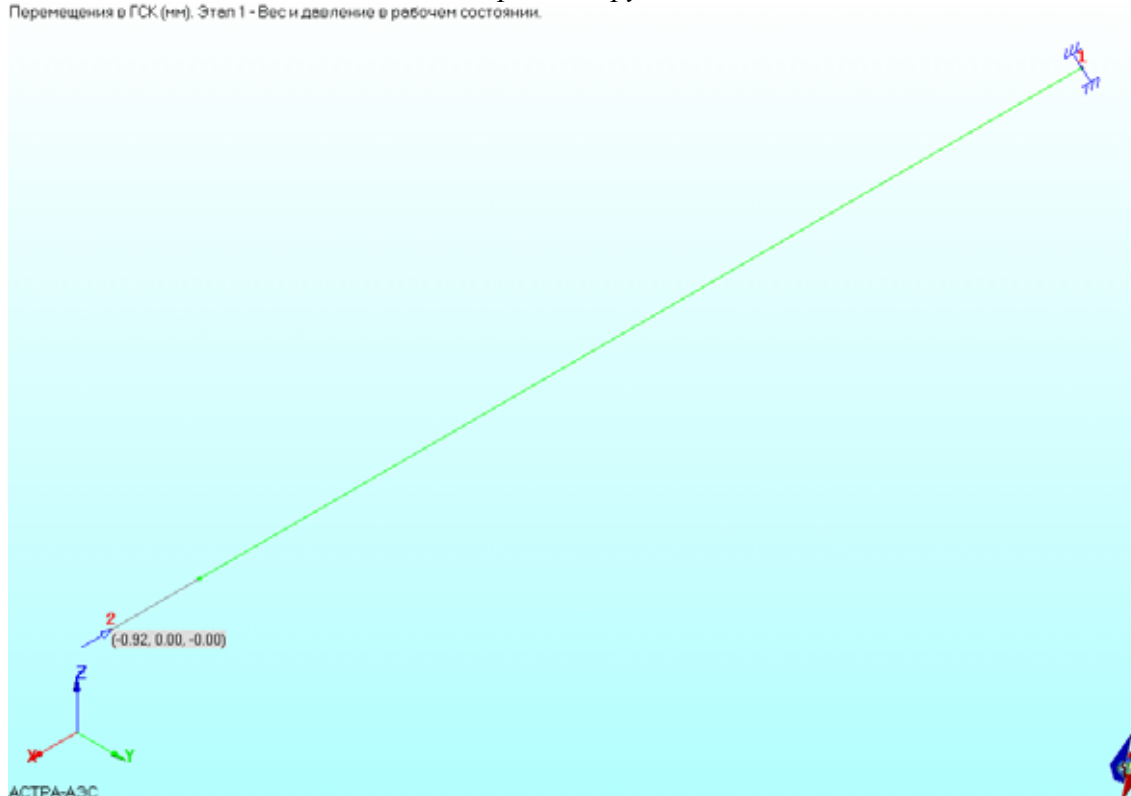 Перемещения в ГСК (мм). Этап 1 - Вес и давление в рабочем состоянии.
1
2
(-0.92, 0.00, -0.00)
Z
X
Y
АСТРА-АЭС